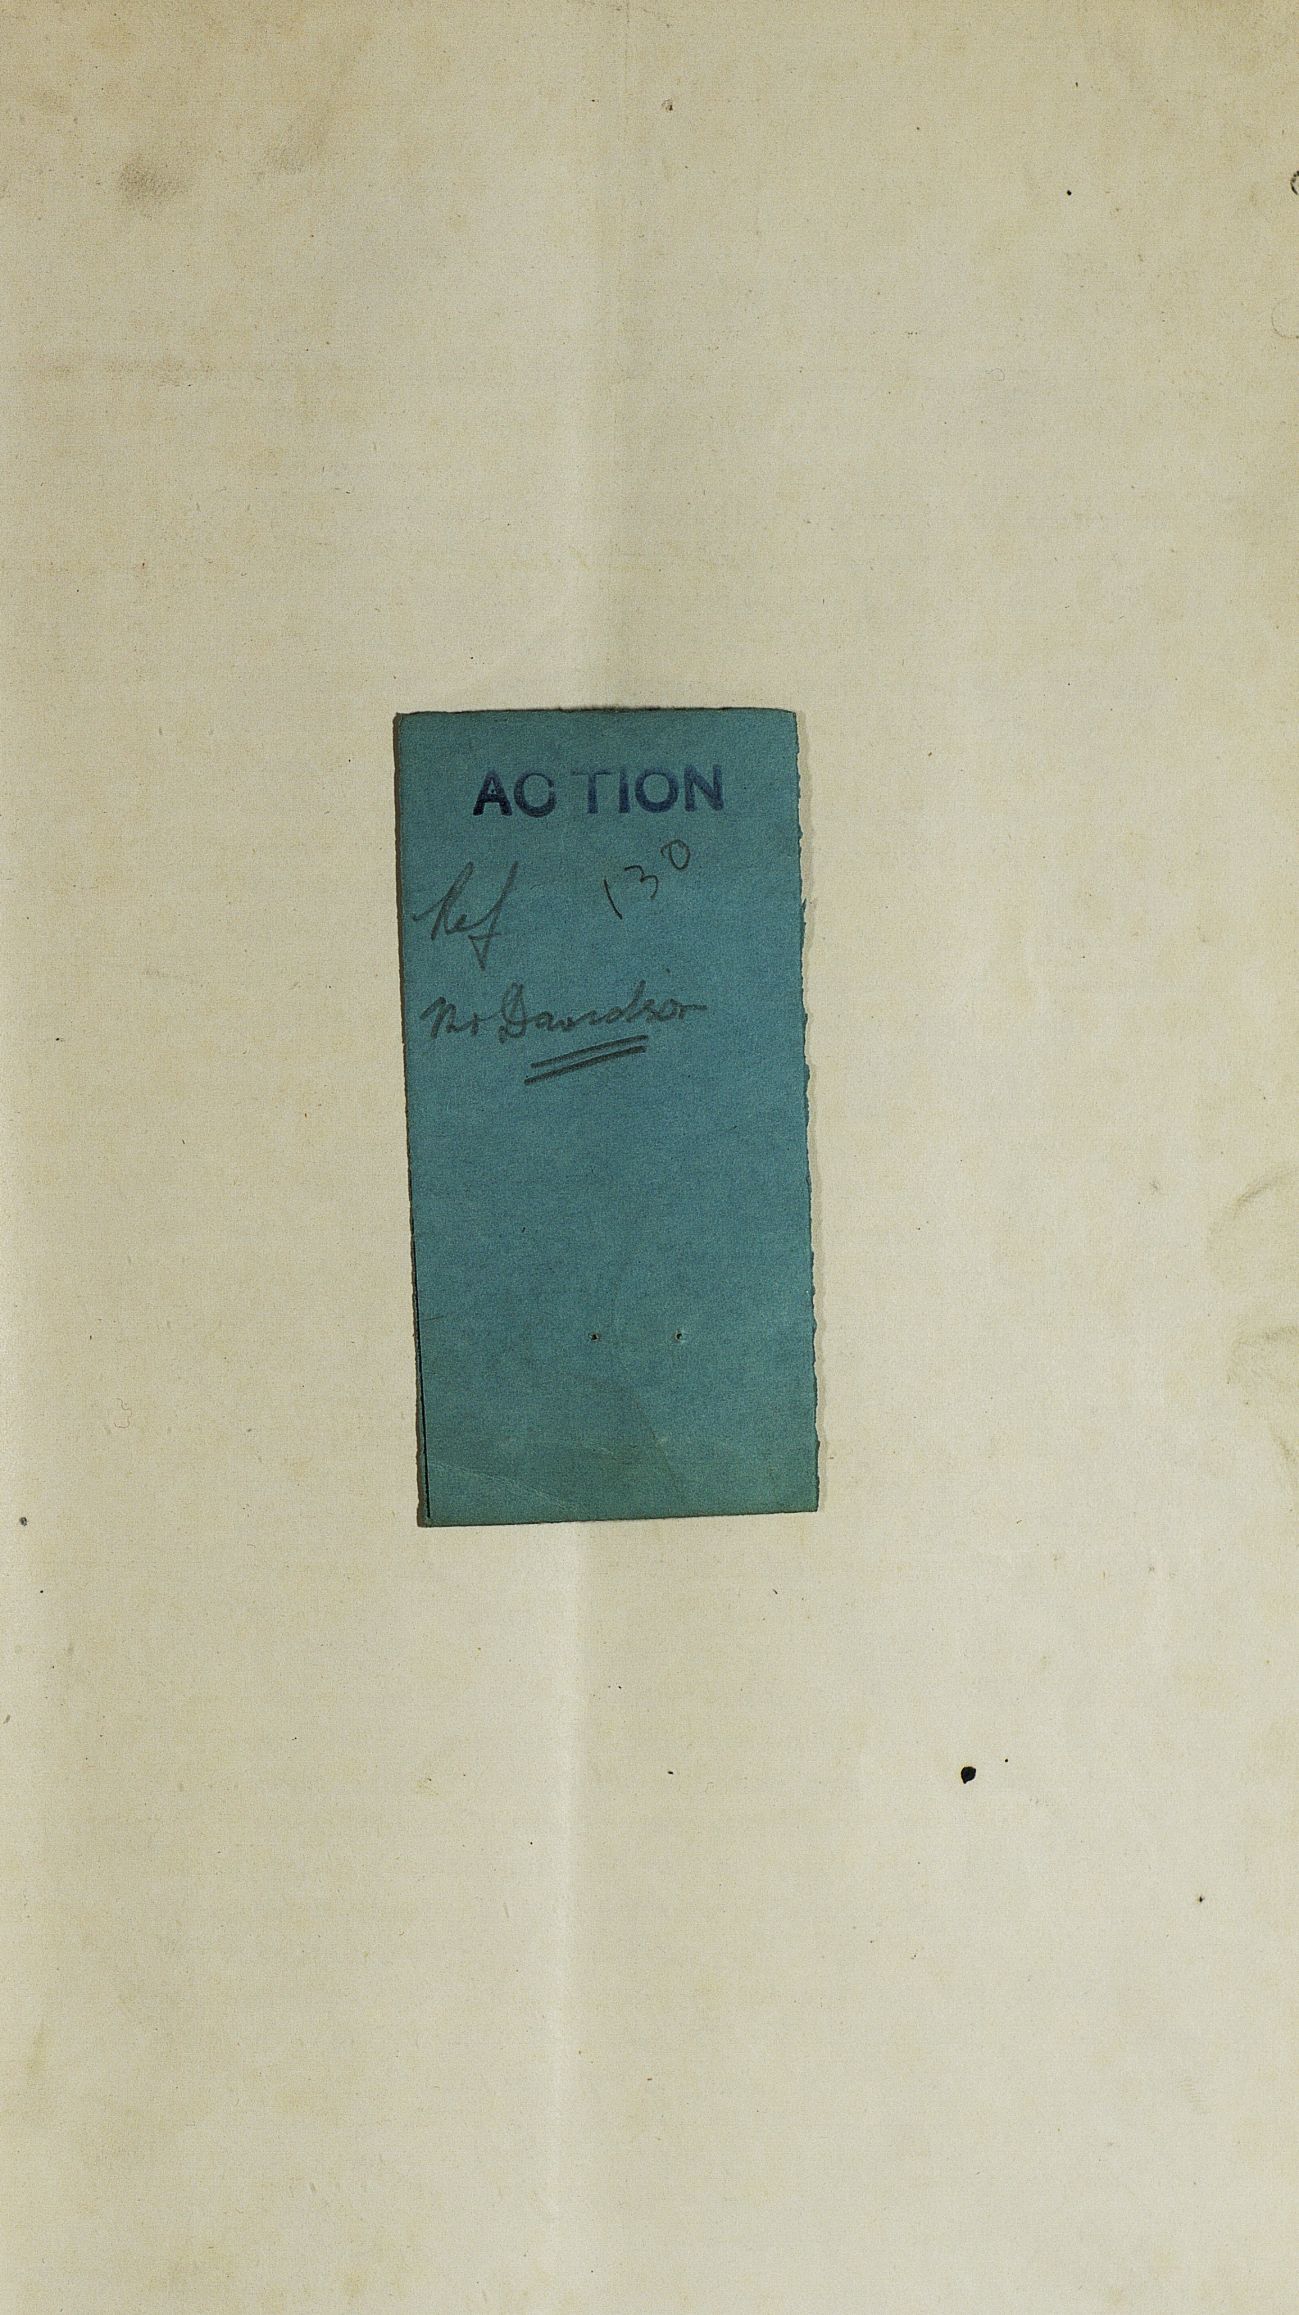 ACTION
Ref 130
Mr Davidson